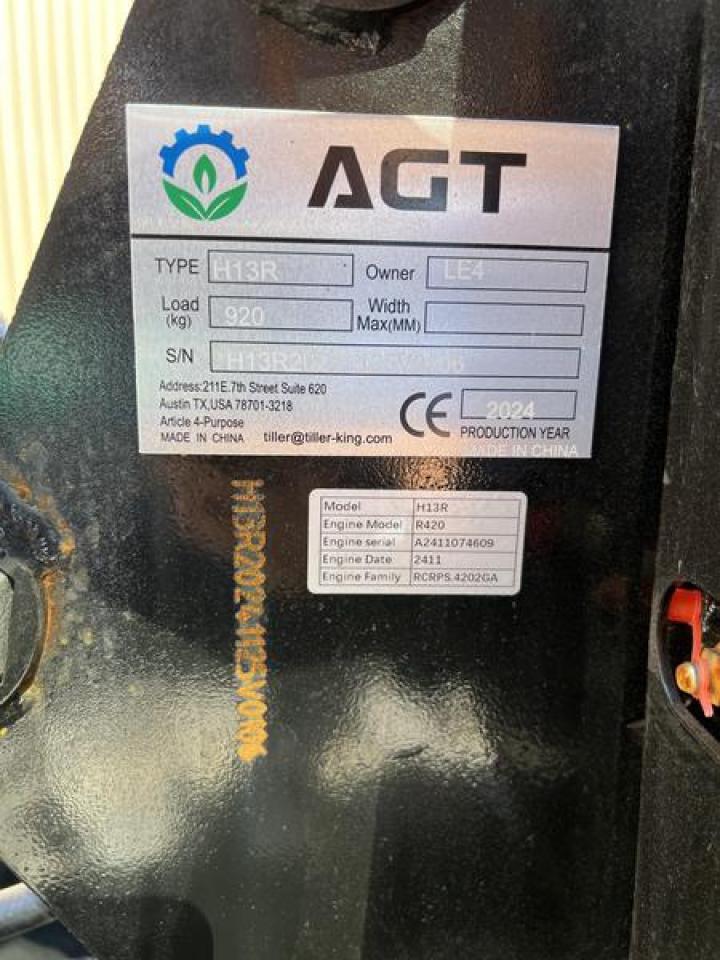 AGT
TYPE H13R Owner LE4
Load (kg) 920 Width Max(MM)
S/N
Address:211E.7th Street Suite 620
Austin TX,USA 78701-3218
Article 4-Purpose
MADE IN CHINA tiller@tiller-king.com
CE 2024
PRODUCTION YEAR
MADE IN CHINA
H13R20241125V0106
Model H13R
Engine Model R420
Engine serial A2411074609
Engine Date 2411
Engine Family RCRPS.4202GA